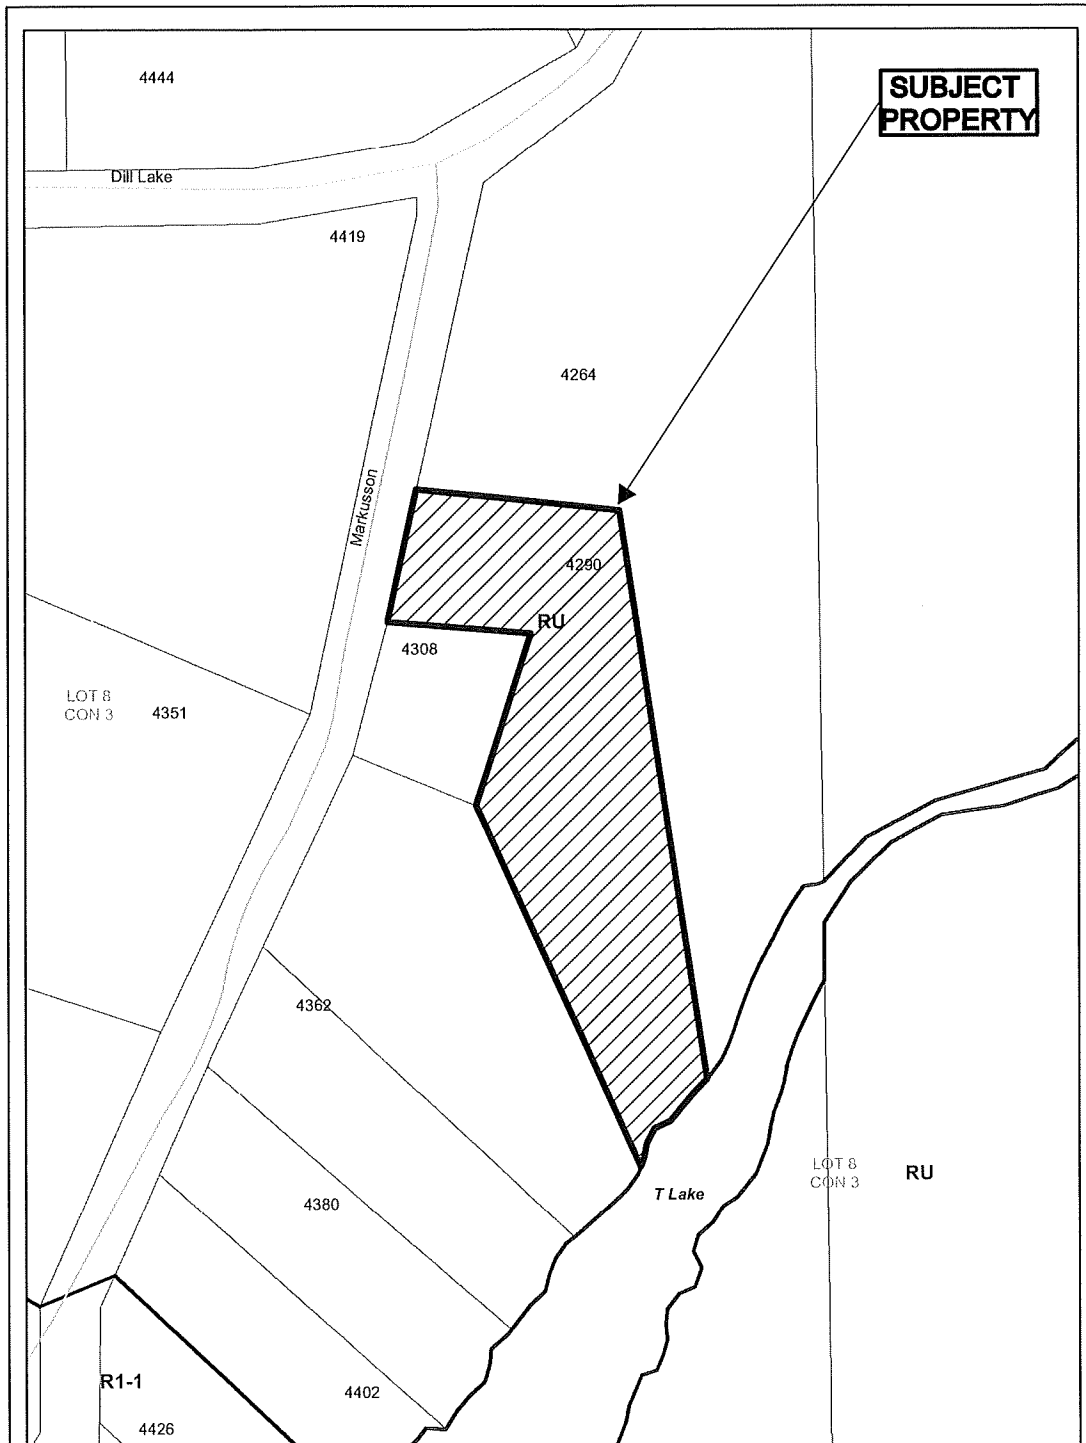 4444
SUBJECT
PROPERTY
Dill Lake
4419
4264
Markusson
4290
RU
4308
LOT 8
CON 3
4351
4362
LOT 8
CON 3
RU
T Lake
4380
R1-1
4402
4426